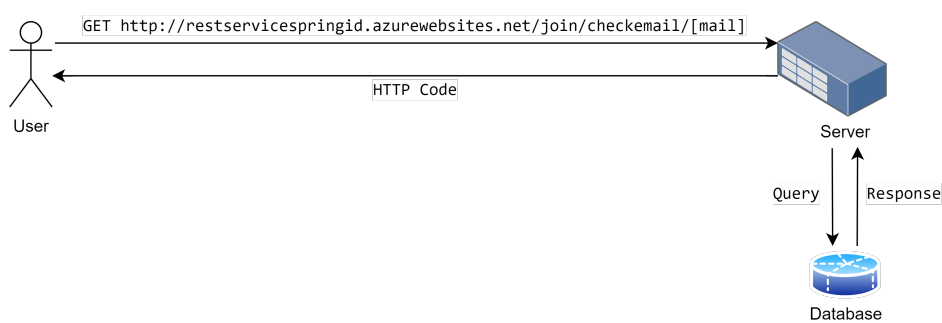 GET http://restservicespringid.azurewebsites.net/join/checkemail/[mail]
HTTP Code
User
Server
Query
Response
Database